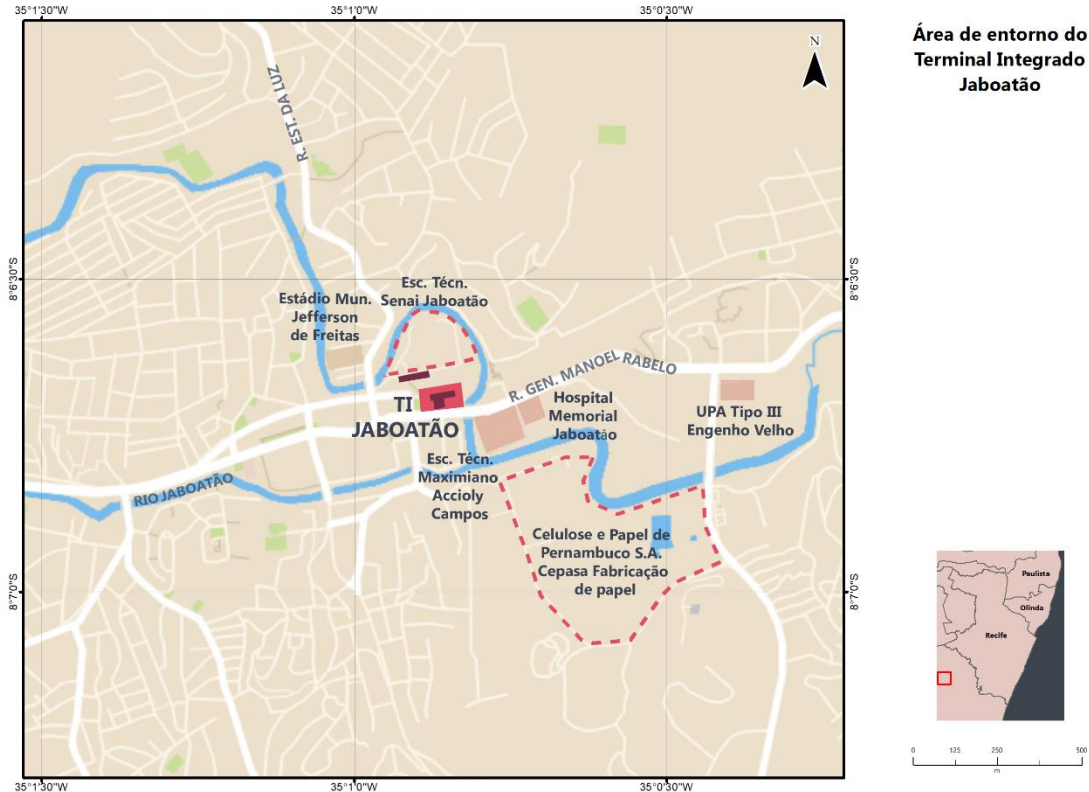 35°1'30"W
35°1'0"W
35°0'30"W
Área de entorno do
Terminal Integrado
Jaboatão
N
R. EST. DA LUZ
8°6'30"S
8°6'30"S
Esc. Técn.
Senai Jaboatão
Estádio Mun.
Jefferson
de Freitas
R. GEN. MANOEL RABELO
TI
JABOATÃO
Hospital
Memorial
Jaboatão
UPA Tipo III
Engenho Velho
Esc. Técn.
Maximiano
Accioly
Campos
RIO JABOATÃO
Celulose e Papel de
Pernambuco S.A.
Cepasa Fabricação
de papel
8°7'0"S
8°7'0"S
Paulista
Olinda
Recife
0 125 250 500
m
35°1'30"W
35°1'0"W
35°0'30"W